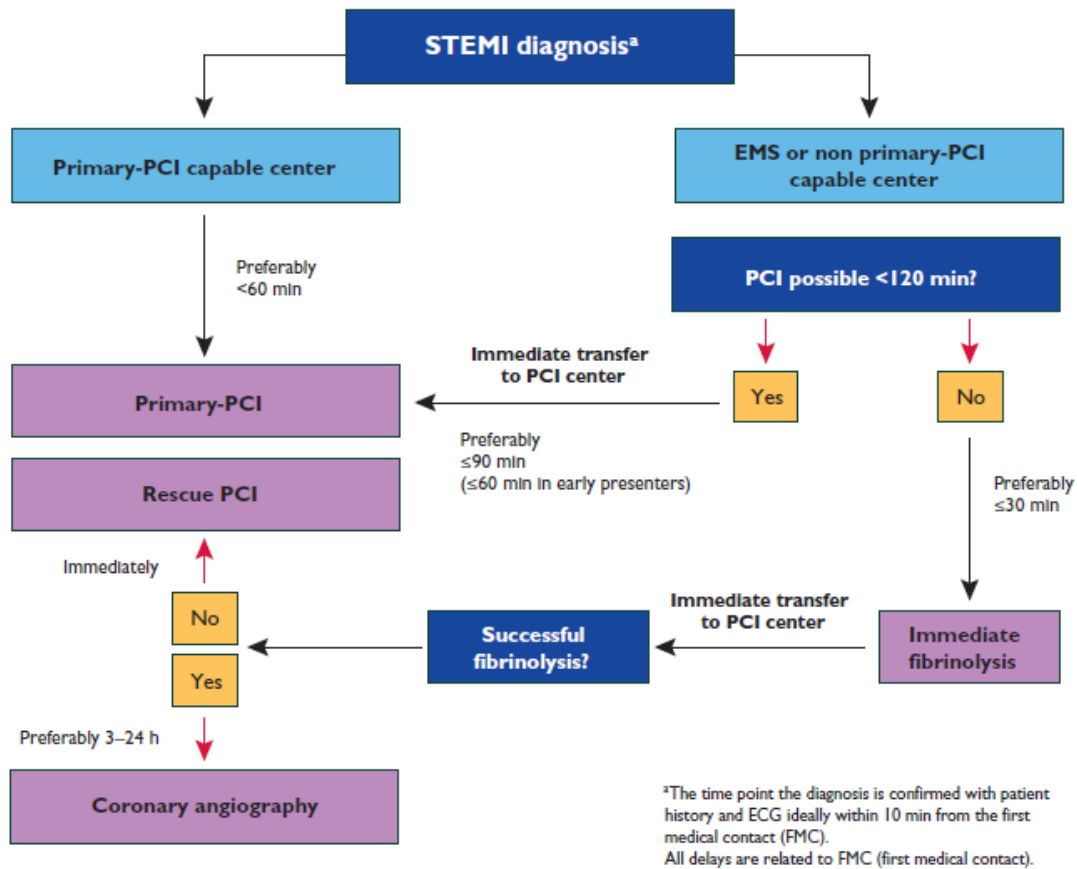 STEMI diagnosisᵃ
Primary-PCI capable center
EMS or non primary-PCI
capable center
Preferably
<60 min
PCI possible <120 min?
Immediate transfer
to PCI center
Yes
No
Primary-PCI
Preferably
≤90 min
(≤60 min in early presenters)
Preferably
≤30 min
Rescue PCI
Immediately
No
Yes
Successful
fibrinolysis?
Immediate transfer
to PCI center
Immediate
fibrinolysis
Preferably 3–24 h
Coronary angiography
ᵃThe time point the diagnosis is confirmed with patient
history and ECG ideally within 10 min from the first
medical contact (FMC).
All delays are related to FMC (first medical contact).